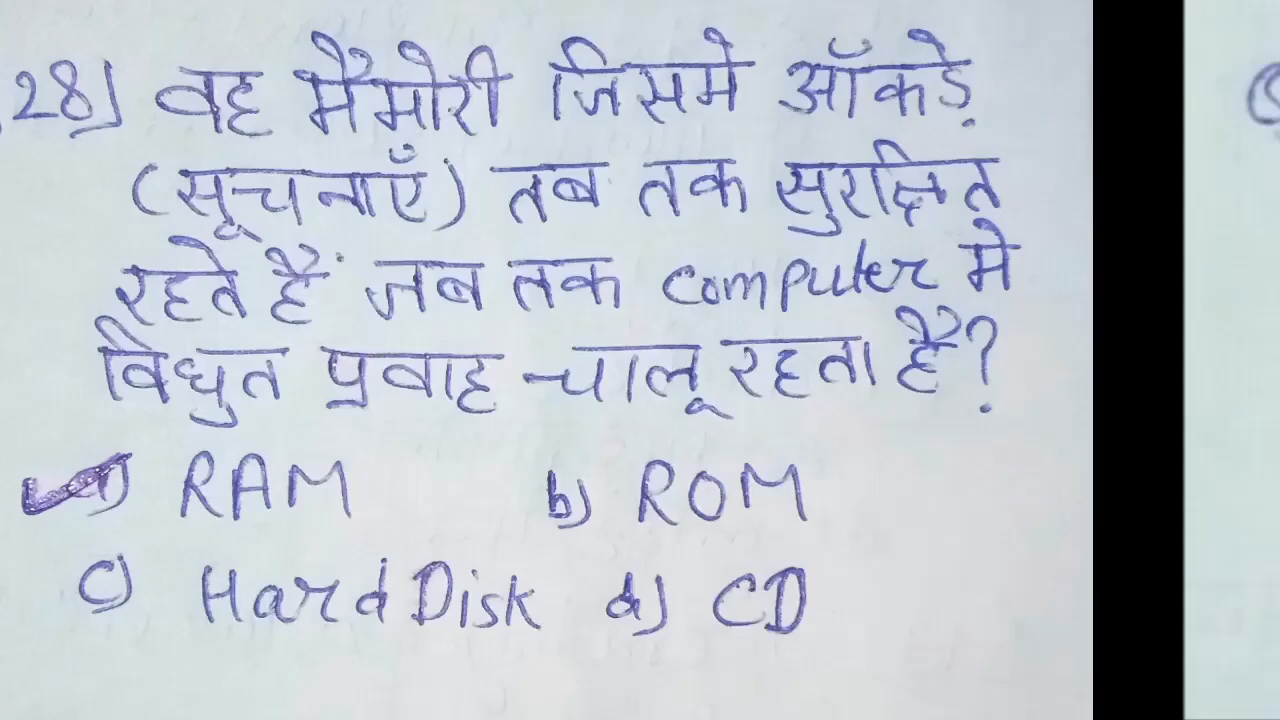 28) वह मैंमोरी जिसमे ऑकड़े
(सूचनाएँ) तब तक सुरक्षित
रहते हैं जब तक computer मे
विधुत प्रवाह चालू रहता है?
a) RAM b) ROM
c) Hard Disk d) CD